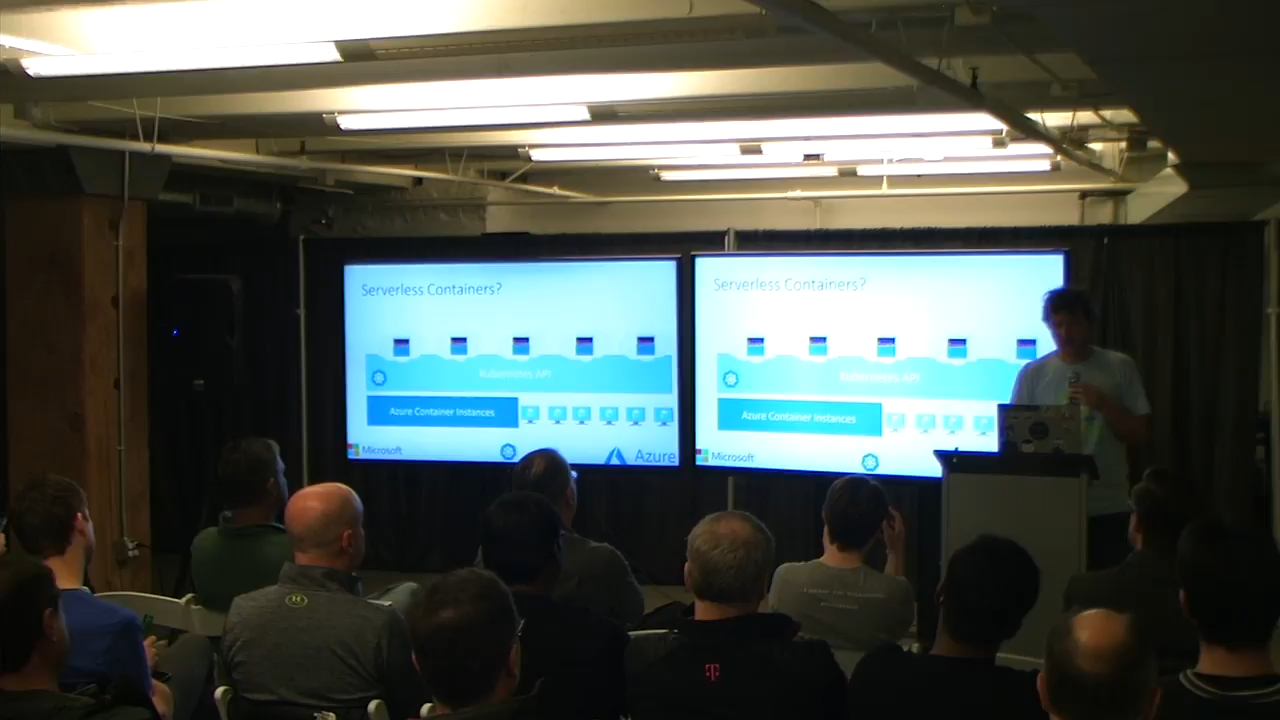 Serverless Containers?
Kubernetes API
Azure Container Instances
Microsoft
Azure
Serverless Containers?
Kubernetes API
Azure Container Instances
Microsoft
T